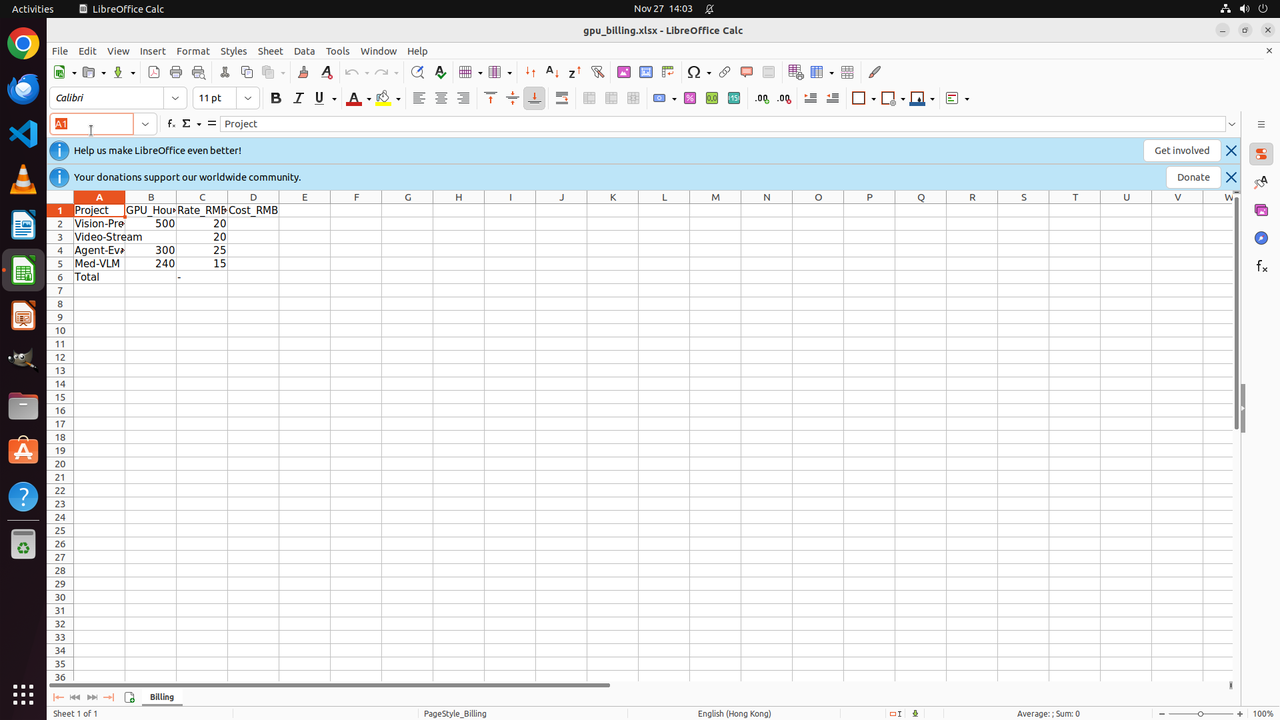 Activities LibreOffice Calc Nov 27 14:03
gpu_billing.xlsx - LibreOffice Calc
File Edit View Insert Format Styles Sheet Data Tools Window Help
Calibri 11 pt
A1 Project
Help us make LibreOffice even better! Get involved
Your donations support our worldwide community. Donate
A B C D E F G H I J K L M N O P Q R S T U V W
1 Project GPU_Hou Rate_RMB Cost_RMB
2 Vision-Pre 500 20
3 Video-Stream 20
4 Agent-Eva 300 25
5 Med-VLM 240 15
6 Total -
7
8
9
10
11
12
13
14
15
16
17
18
19
20
21
22
23
24
25
26
27
28
29
30
31
32
33
34
35
36
Billing
Sheet 1 of 1 PageStyle_Billing English (Hong Kong) Average: ; Sum: 0 100%